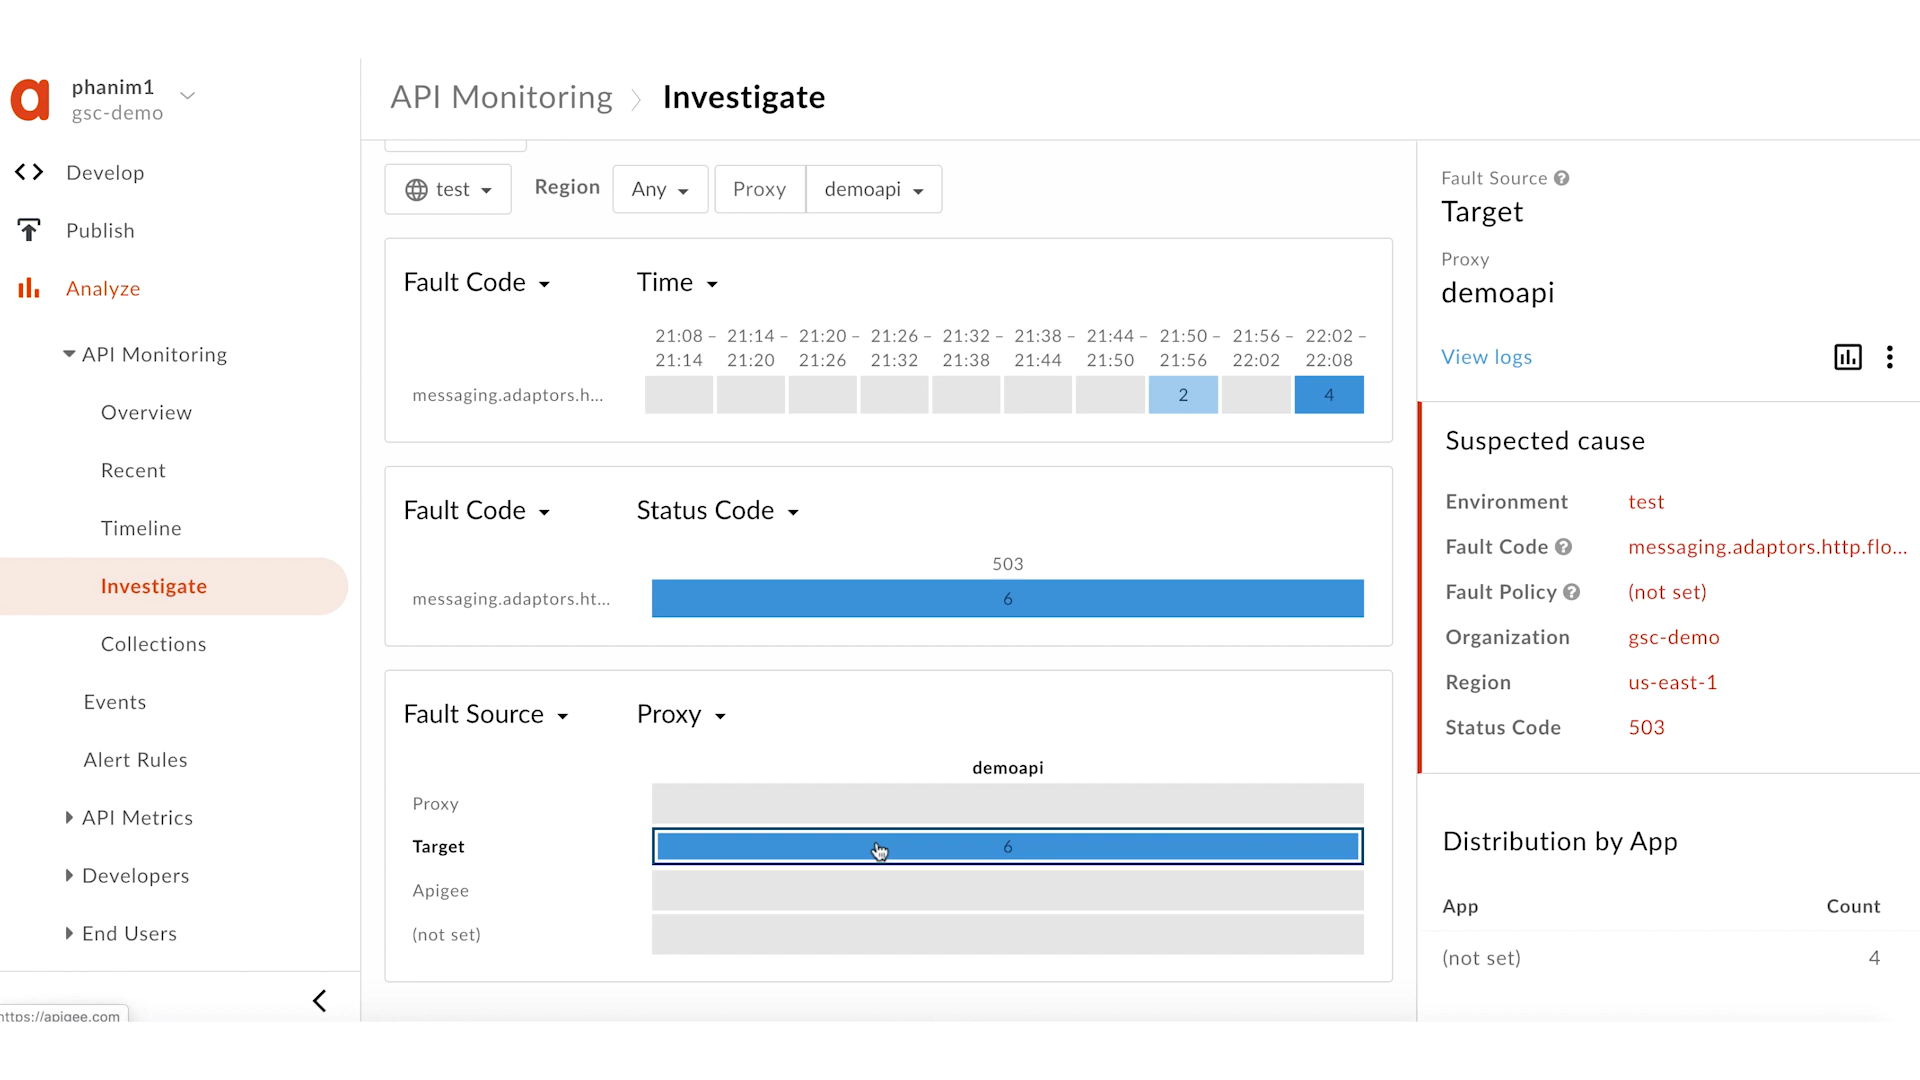 phanim1
gsc-demo
Develop
Publish
Analyze
API Monitoring
Overview
Recent
Timeline
Investigate
Collections
Events
Alert Rules
API Metrics
Developers
End Users
https://apigee.com
API Monitoring > Investigate
test Region Any Proxy demoapi
Fault Code Time
21:08 – 21:14 – 21:20 – 21:26 – 21:32 – 21:38 – 21:44 – 21:50 – 21:56 – 22:02 –
21:14 21:20 21:26 21:32 21:38 21:44 21:50 21:56 22:02 22:08
messaging.adaptors.h... 2 4
Fault Code Status Code
503
messaging.adaptors.ht... 6
Fault Source Proxy
demoapi
Proxy
Target 6
Apigee
(not set)
Fault Source
Target
Proxy
demoapi
View logs
Suspected cause
Environment test
Fault Code messaging.adaptors.http.flo...
Fault Policy (not set)
Organization gsc-demo
Region us-east-1
Status Code 503
Distribution by App
App Count
(not set) 4